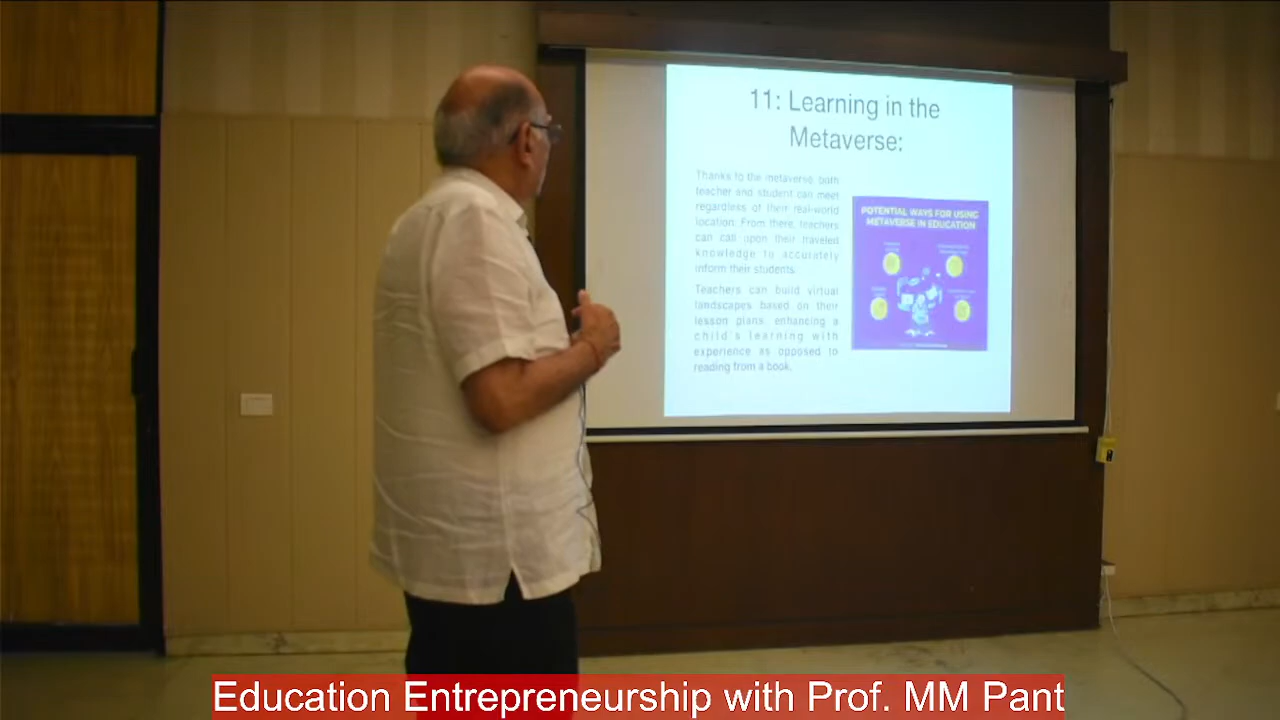 11: Learning in the
Metaverse:
Thanks to the metaverse, both
teacher and student can meet
regardless of their real-world
location. From there, teachers
can call upon their traveled
knowledge to accurately
inform their students.
Teachers can build virtual
landscapes based on their
lesson plans, enhancing a
child's learning with
experience as opposed to
reading from a book.
POTENTIAL WAYS FOR USING
METAVERSE IN EDUCATION
Education Entrepreneurship with Prof. MM Pant